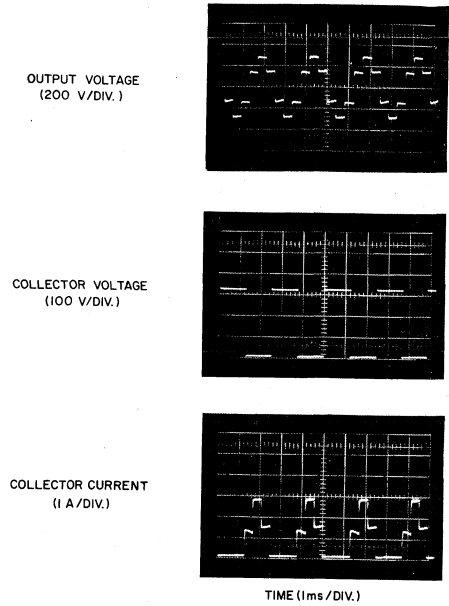 OUTPUT VOLTAGE
(200 V/DIV.)
COLLECTOR VOLTAGE
(100 V/DIV.)
COLLECTOR CURRENT
(1 A/DIV.)
TIME (1ms/DIV.)